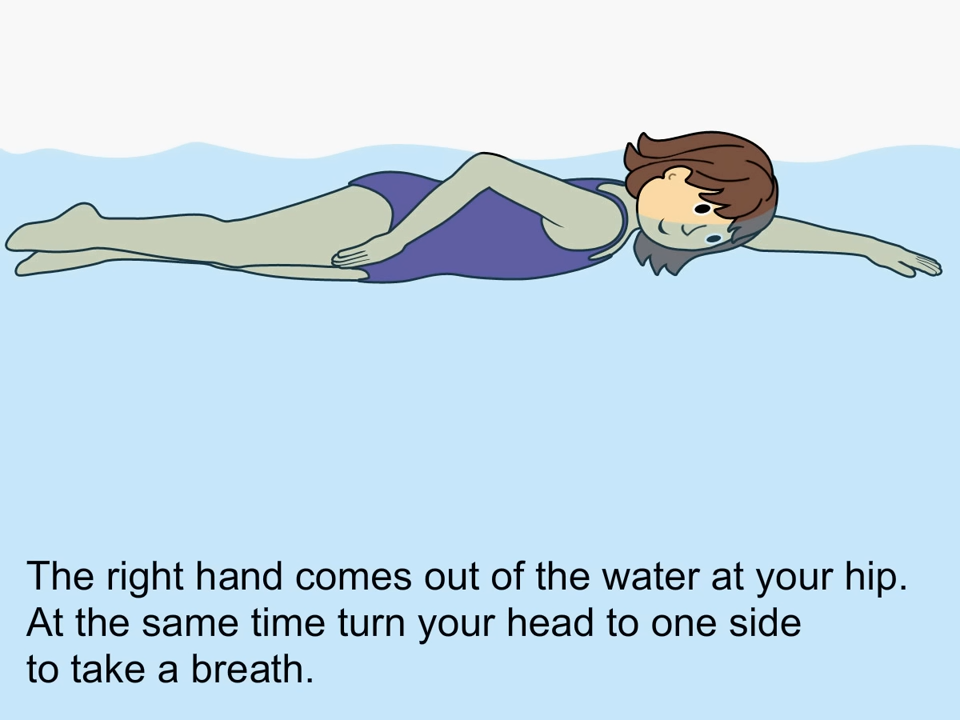 The right hand comes out of the water at your hip.
At the same time turn your head to one side
to take a breath.